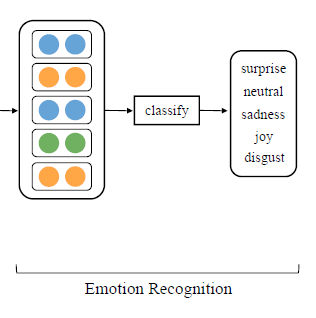 classify
surprise
neutral
sadness
joy
disgust
Emotion Recognition